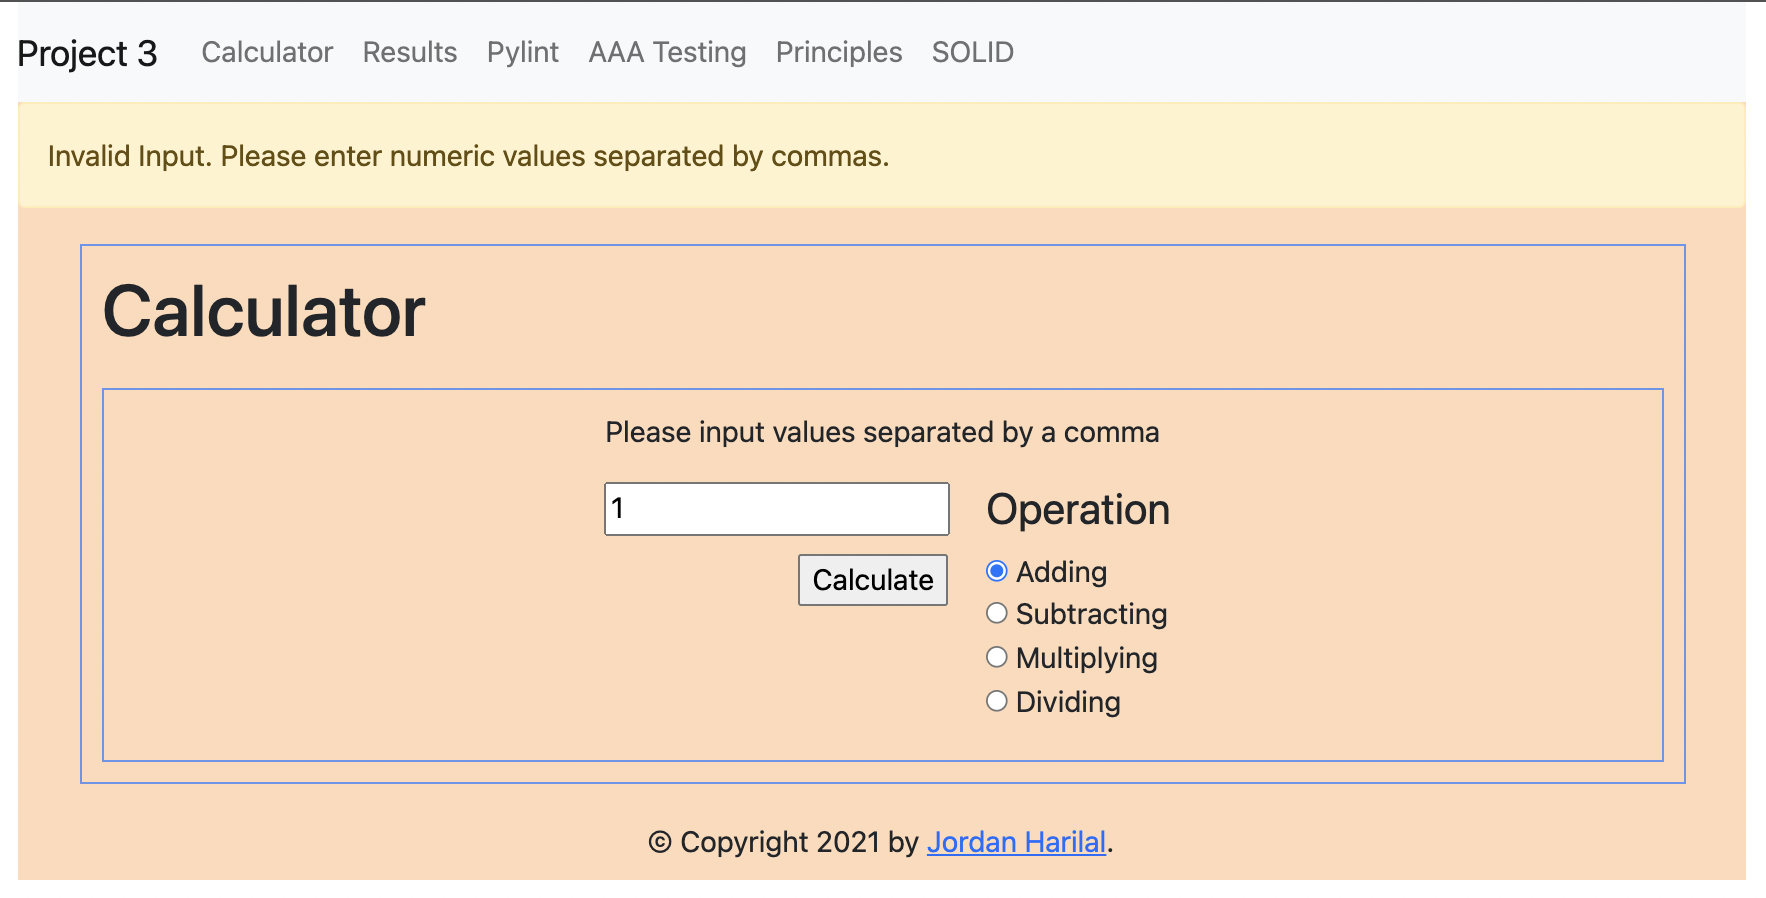 Project 3 Calculator Results Pylint AAA Testing Principles SOLID
Invalid Input. Please enter numeric values separated by commas.
Calculator
Please input values separated by a comma
1
Calculate
Operation
Adding
Subtracting
Multiplying
Dividing
© Copyright 2021 by Jordan Harilal.